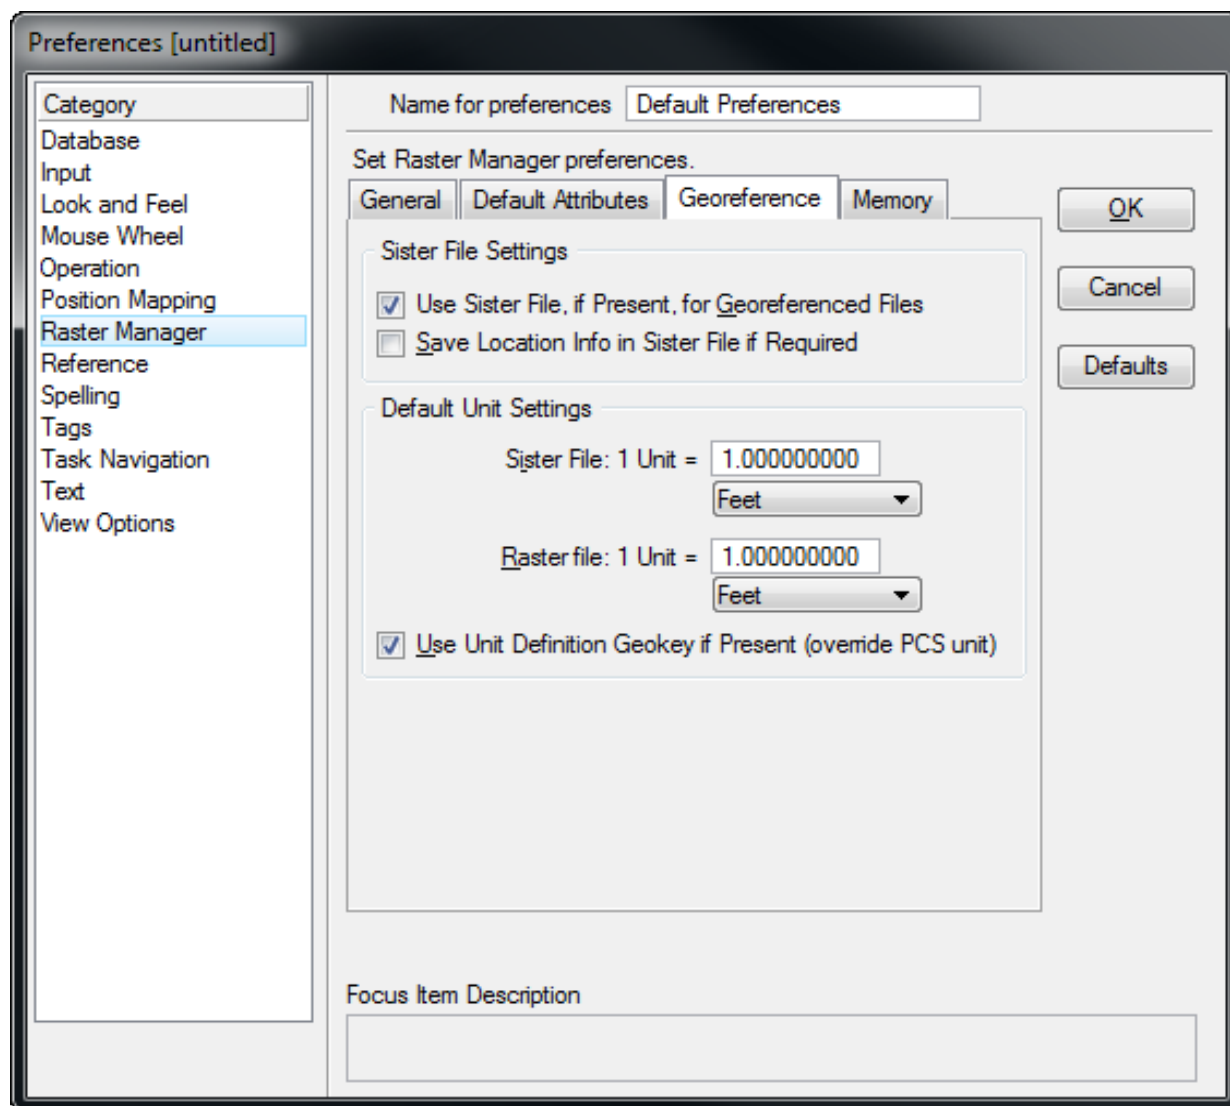 Preferences [untitled]
Category
Database
Input
Look and Feel
Mouse Wheel
Operation
Position Mapping
Raster Manager
Reference
Spelling
Tags
Task Navigation
Text
View Options
Name for preferences Default Preferences
Set Raster Manager preferences.
General Default Attributes Georeference Memory
Sister File Settings
Use Sister File, if Present, for Georeferenced Files
Save Location Info in Sister File if Required
Default Unit Settings
Sister File: 1 Unit = 1.000000000
Feet
Raster file: 1 Unit = 1.000000000
Feet
Use Unit Definition Geokey if Present (override PCS unit)
OK
Cancel
Defaults
Focus Item Description